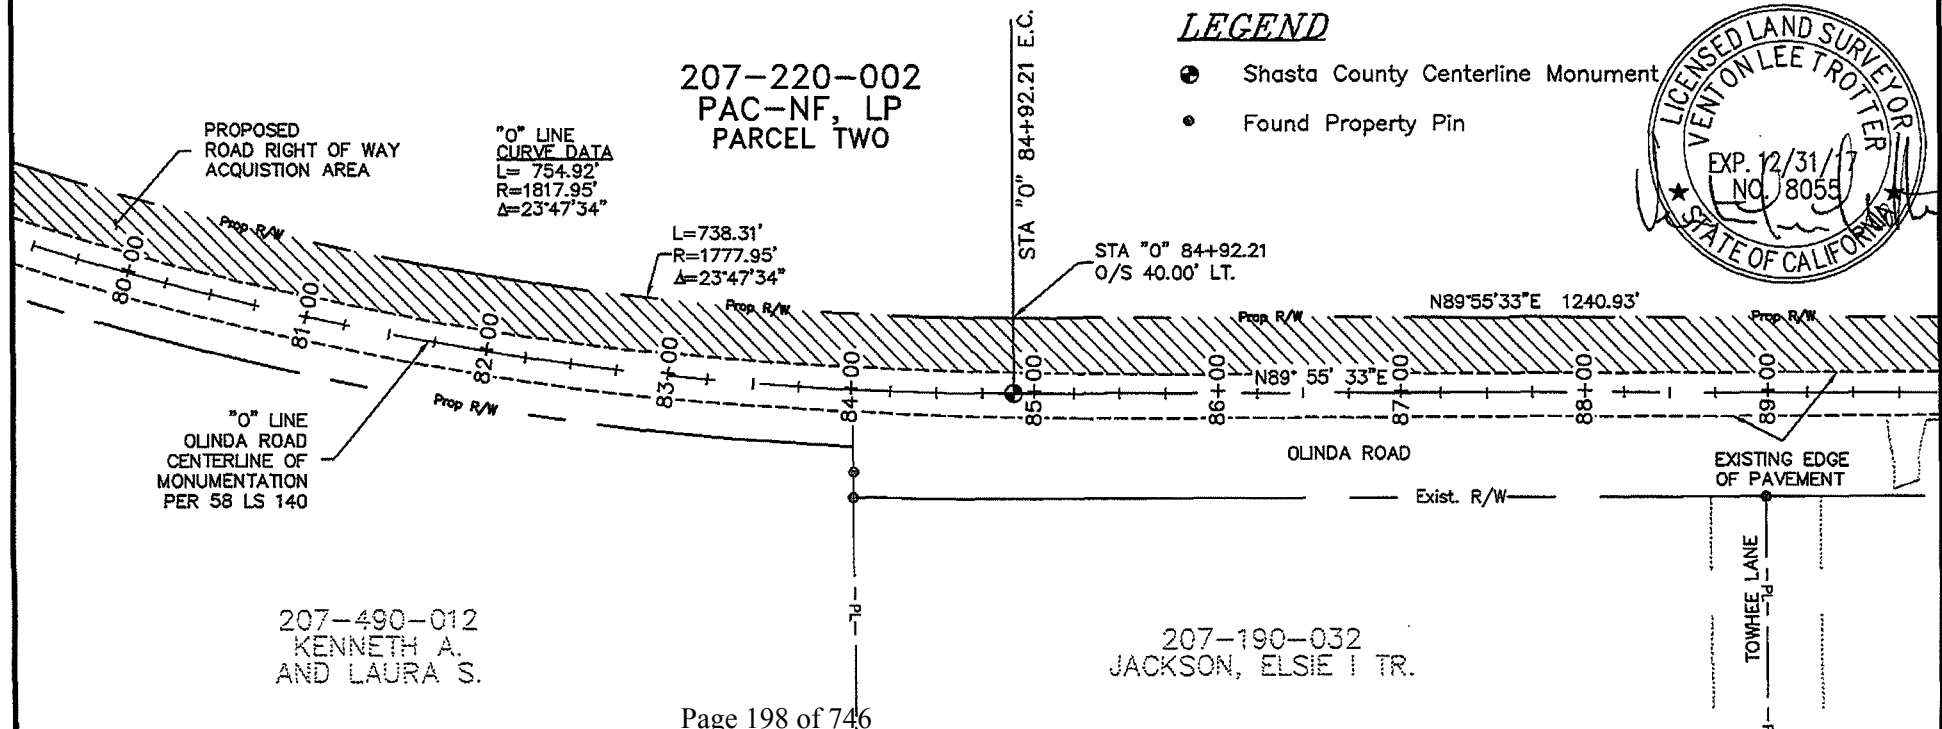 LEGEND
Shasta County Centerline Monument
Found Property Pin
LICENSED LAND SURVEYOR
VENTON LEE TROTTER
EXP. 12/31/17
NO. 8055
STATE OF CALIFORNIA
207-220-002
PAC-NF, LP
PARCEL TWO
STA "O" 84+92.21 E.C.
PROPOSED
ROAD RIGHT OF WAY
ACQUISTION AREA
"O" LINE
CURVE DATA
L= 754.92'
R=1817.95'
Δ=23°47'34"
L=738.31'
R=1777.95'
Δ=23°47'34"
STA "O" 84+92.21
O/S 40.00' LT.
N89°55'33"E 1240.93'
Prop R/W
Prop R/W
Prop R/W
Prop R/W
80+00
81+00
82+00
83+00
84+00
85+00
86+00
N89° 55' 33"E
87+00
88+00
89+00
Prop R/W
"O" LINE
OLINDA ROAD
CENTERLINE OF
MONUMENTATION
PER 58 LS 140
OLINDA ROAD
EXISTING EDGE
OF PAVEMENT
Exist. R/W
TOWHEE LANE
PL
PL
207-490-012
KENNETH A.
AND LAURA S.
207-190-032
JACKSON, ELSIE I TR.
Page 198 of 746